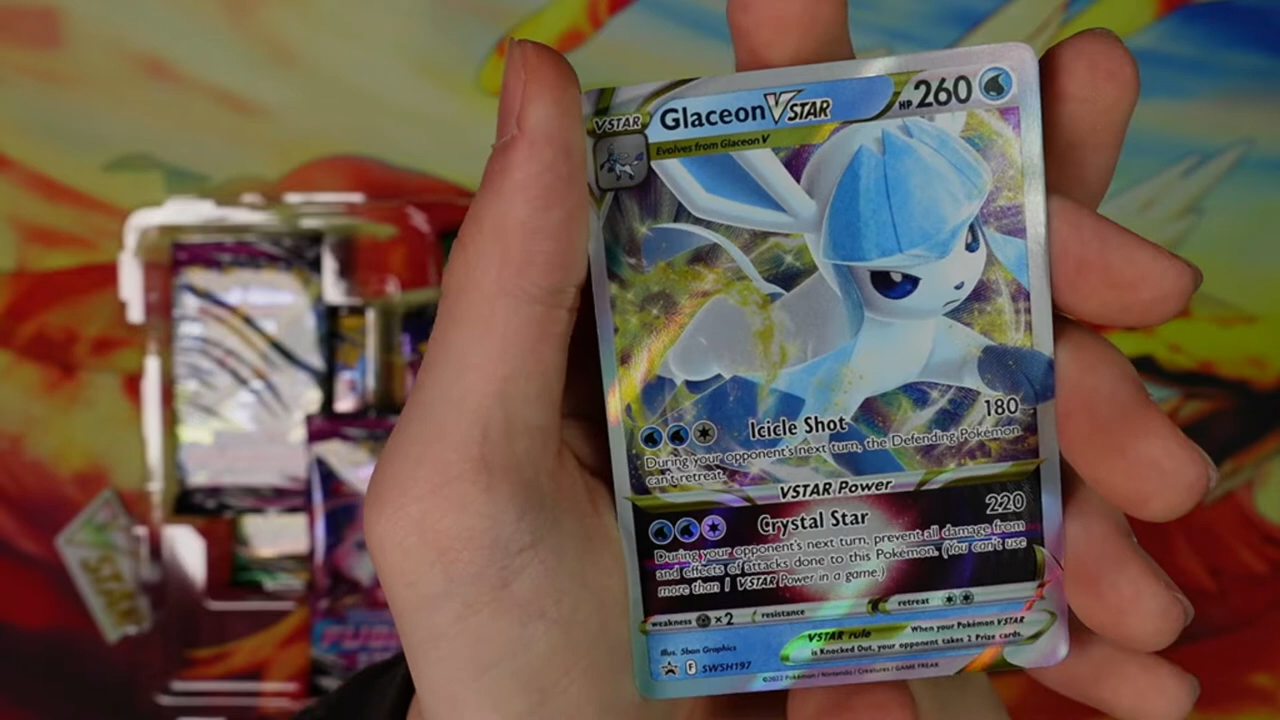 VSTAR Glaceon VSTAR HP 260
Evolves from Glaceon V
Icicle Shot 180
During your opponent's next turn, the Defending Pokémon
can't retreat.
VSTAR Power
Crystal Star 220
During your opponent's next turn, prevent all damage from
and effects of attacks done to this Pokémon. (You can't use
more than 1 VSTAR Power in a game.)
weakness ×2 resistance retreat
VSTAR rule When your Pokémon VSTAR
is Knocked Out, your opponent takes 2 Prize cards.
Illus. 5ban Graphics
F SWSH197
©2022 Pokémon / Nintendo / Creatures / GAME FREAK
STAR